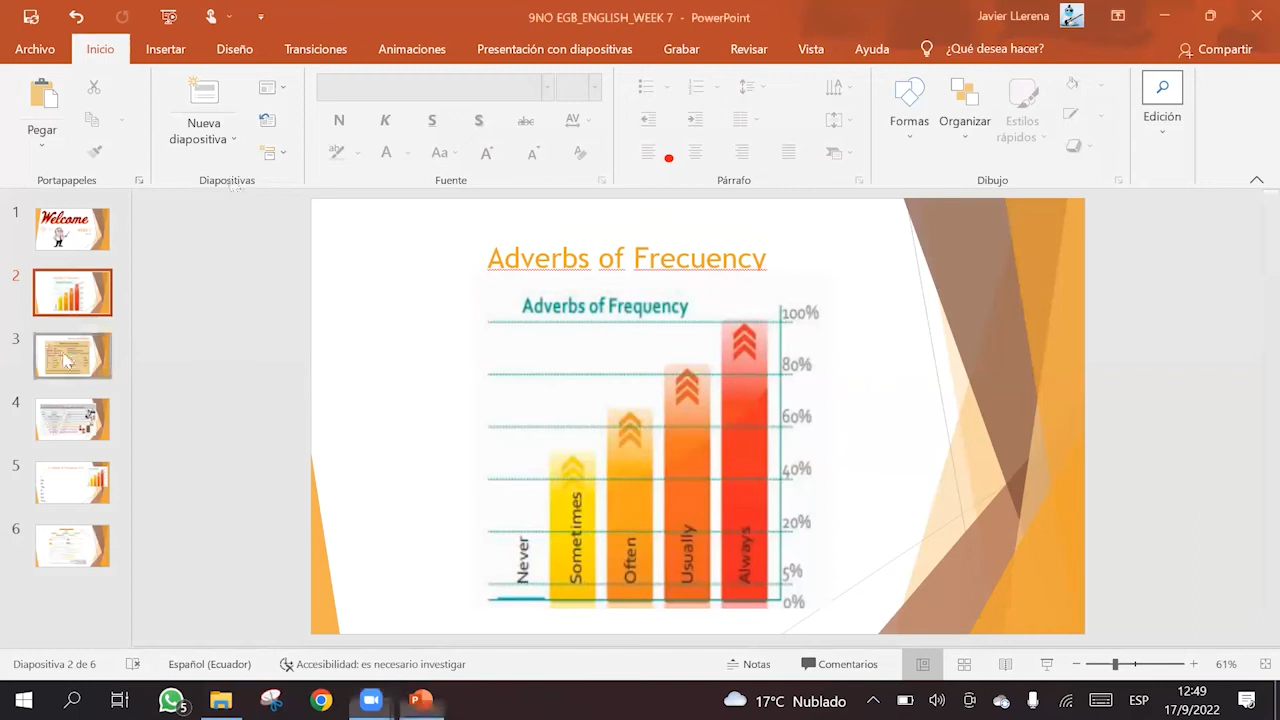 9NO EGB_ENGLISH_WEEK 7 - PowerPoint
Javier Llerena
Archivo
Inicio
Insertar
Diseño
Transiciones
Animaciones
Presentación con diapositivas
Grabar
Revisar
Vista
Ayuda
¿Qué desea hacer?
Compartir
Pegar
Nueva
diapositiva
N
K
S
S
abc
AV
A
Aa
A
A
A
Formas
Organizar
Estilos
rápidos
Edición
Portapapeles
Diapositivas
Fuente
Párrafo
Dibujo
1
Welcome
2
3
4
5
6
Adverbs of Frecuency
Adverbs of Frequency
100%
80%
60%
40%
20%
5%
0%
Never
Sometimes
Often
Usually
Always
Diapositiva 2 de 6
Español (Ecuador)
Accesibilidad: es necesario investigar
Notas
Comentarios
61%
5
17°C Nublado
ESP
12:49
17/9/2022